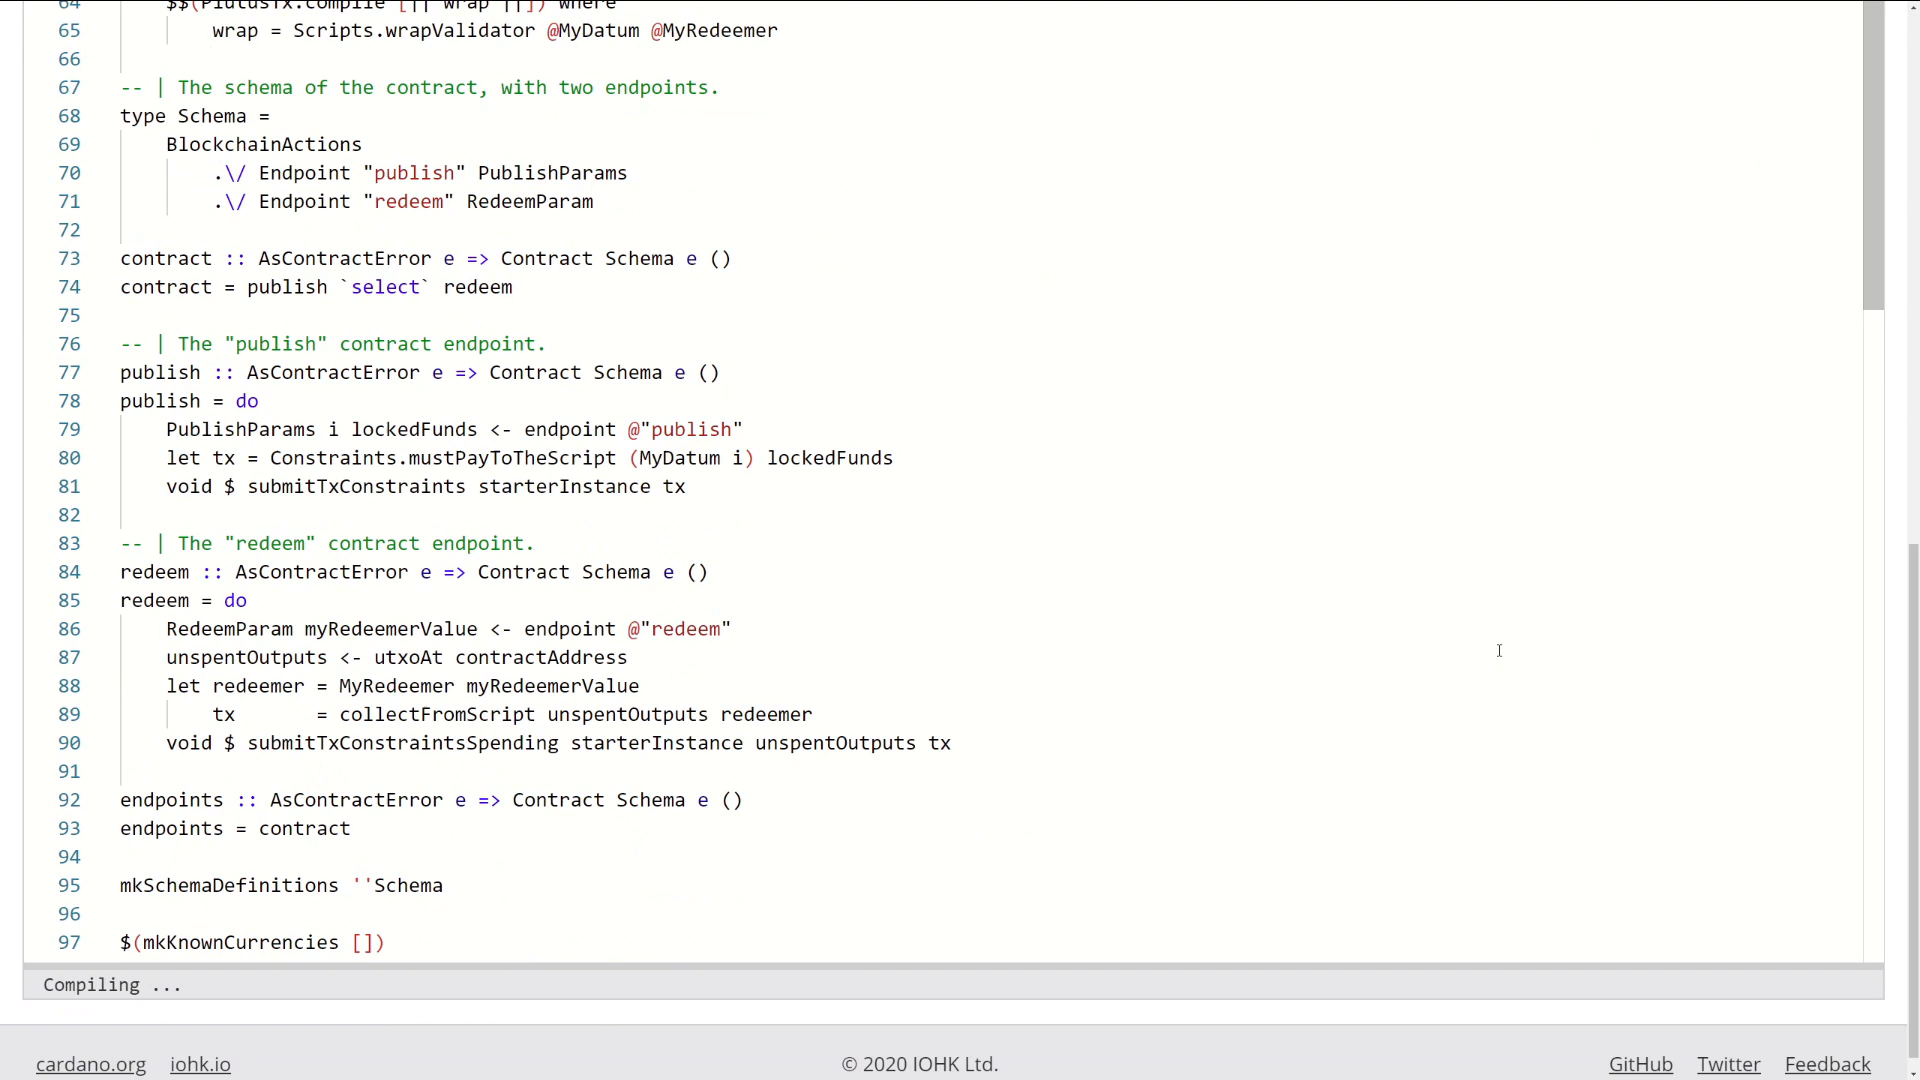 64 $$(PlutusTx.compile [|| wrap ||]) where
65 wrap = Scripts.wrapValidator @MyDatum @MyRedeemer
66
67 -- | The schema of the contract, with two endpoints.
68 type Schema =
69 BlockchainActions
70 .\/ Endpoint "publish" PublishParams
71 .\/ Endpoint "redeem" RedeemParam
72
73 contract :: AsContractError e => Contract Schema e ()
74 contract = publish `select` redeem
75
76 -- | The "publish" contract endpoint.
77 publish :: AsContractError e => Contract Schema e ()
78 publish = do
79 PublishParams i lockedFunds <- endpoint @"publish"
80 let tx = Constraints.mustPayToTheScript (MyDatum i) lockedFunds
81 void $ submitTxConstraints starterInstance tx
82
83 -- | The "redeem" contract endpoint.
84 redeem :: AsContractError e => Contract Schema e ()
85 redeem = do
86 RedeemParam myRedeemerValue <- endpoint @"redeem"
87 unspentOutputs <- utxoAt contractAddress
88 let redeemer = MyRedeemer myRedeemerValue
89 tx = collectFromScript unspentOutputs redeemer
90 void $ submitTxConstraintsSpending starterInstance unspentOutputs tx
91
92 endpoints :: AsContractError e => Contract Schema e ()
93 endpoints = contract
94
95 mkSchemaDefinitions ''Schema
96
97 $(mkKnownCurrencies [])
Compiling ...
cardano.org iohk.io © 2020 IOHK Ltd. GitHub Twitter Feedback